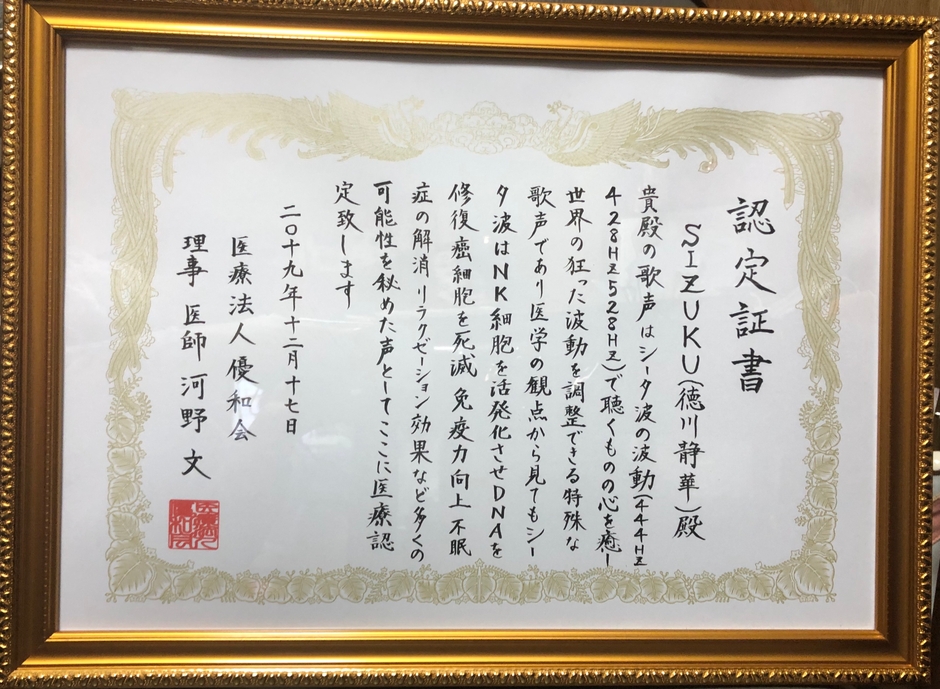 認定証書
SIZUKU(徳川静華)殿
貴殿の歌声はシータ波の波動(444HZ
428HZ528HZ)で聴くものの心を癒し
世界の狂った波動を調整できる特殊な
歌声であり医学の観点から見てもシー
タ波はNK細胞を活発化させDNAを
修復癌細胞を死滅 免疫力向上 不眠
症の解消 リラクゼーション効果など多くの
可能性を秘めた声としてここに医療認
定致します
二〇十九年十二月十七日
医療法人優和会
理事 医師 河野 文